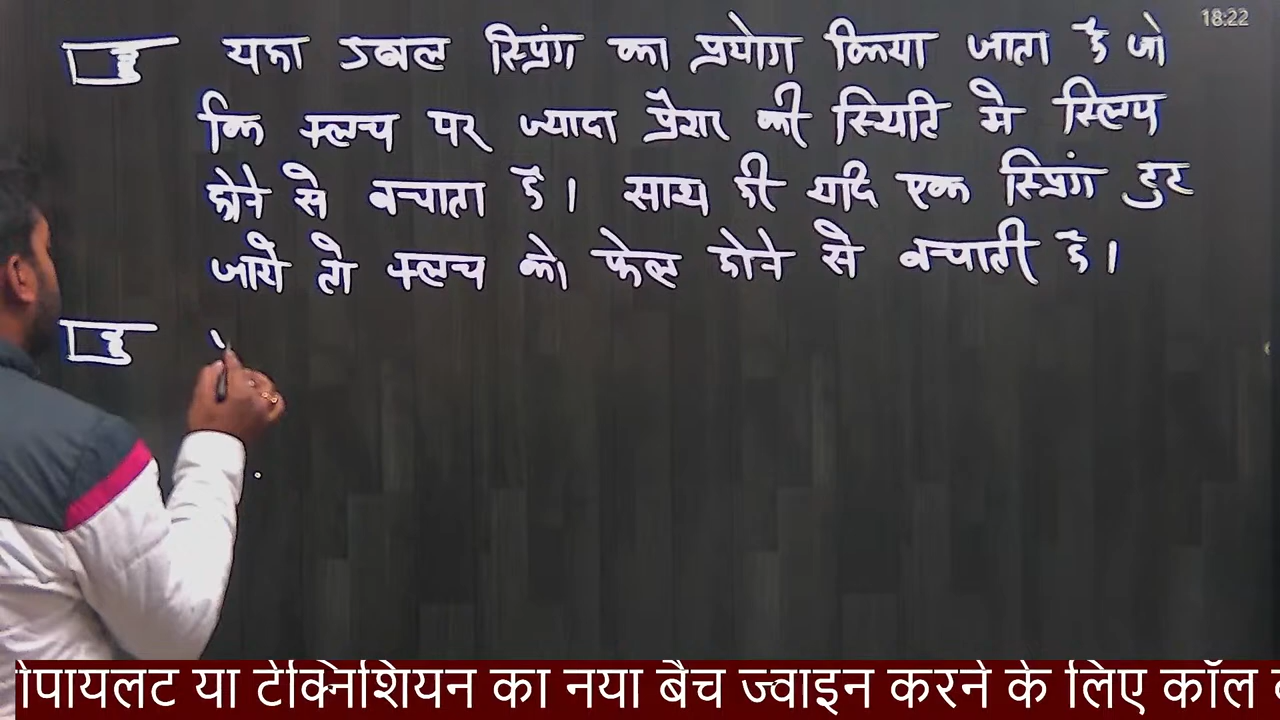 18:22
यहा डबल स्प्रिंग का प्रयोग किया जाता है जो
कि क्लच पर ज्यादा प्रैशर की स्थिति मे स्लिप
होने से बचाता है। साथ ही यदि एक स्प्रिंग टुट
जाये तो क्लच को फेल होने से बचाती है।
ोपायलट या टेक्निशियन का नया बैच ज्वाइन करने के लिए कॉल